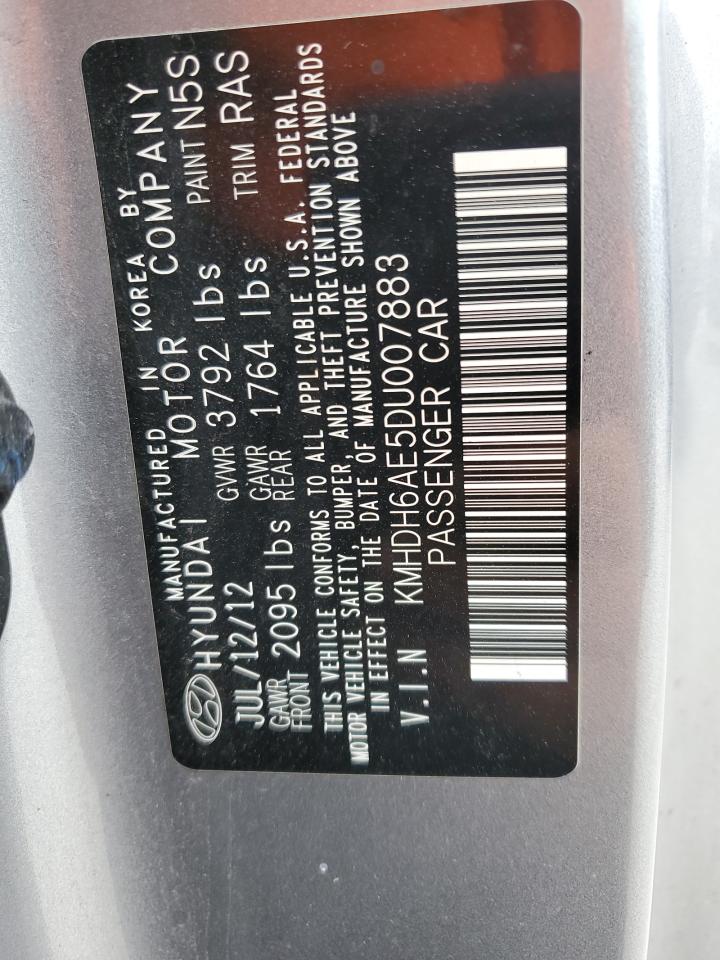 MANUFACTURED IN KOREA BY
HYUNDAI MOTOR COMPANY
JUL/12/12 GVWR 3792 lbs PAINT N5S
GAWR FRONT 2095 lbs GAWR REAR 1764 lbs TRIM RAS
THIS VEHICLE CONFORMS TO ALL APPLICABLE U.S.A. FEDERAL
MOTOR VEHICLE SAFETY, BUMPER, AND THEFT PREVENTION STANDARDS
IN EFFECT ON THE DATE OF MANUFACTURE SHOWN ABOVE
V.I.N KMHDH6AE5DU007883
PASSENGER CAR